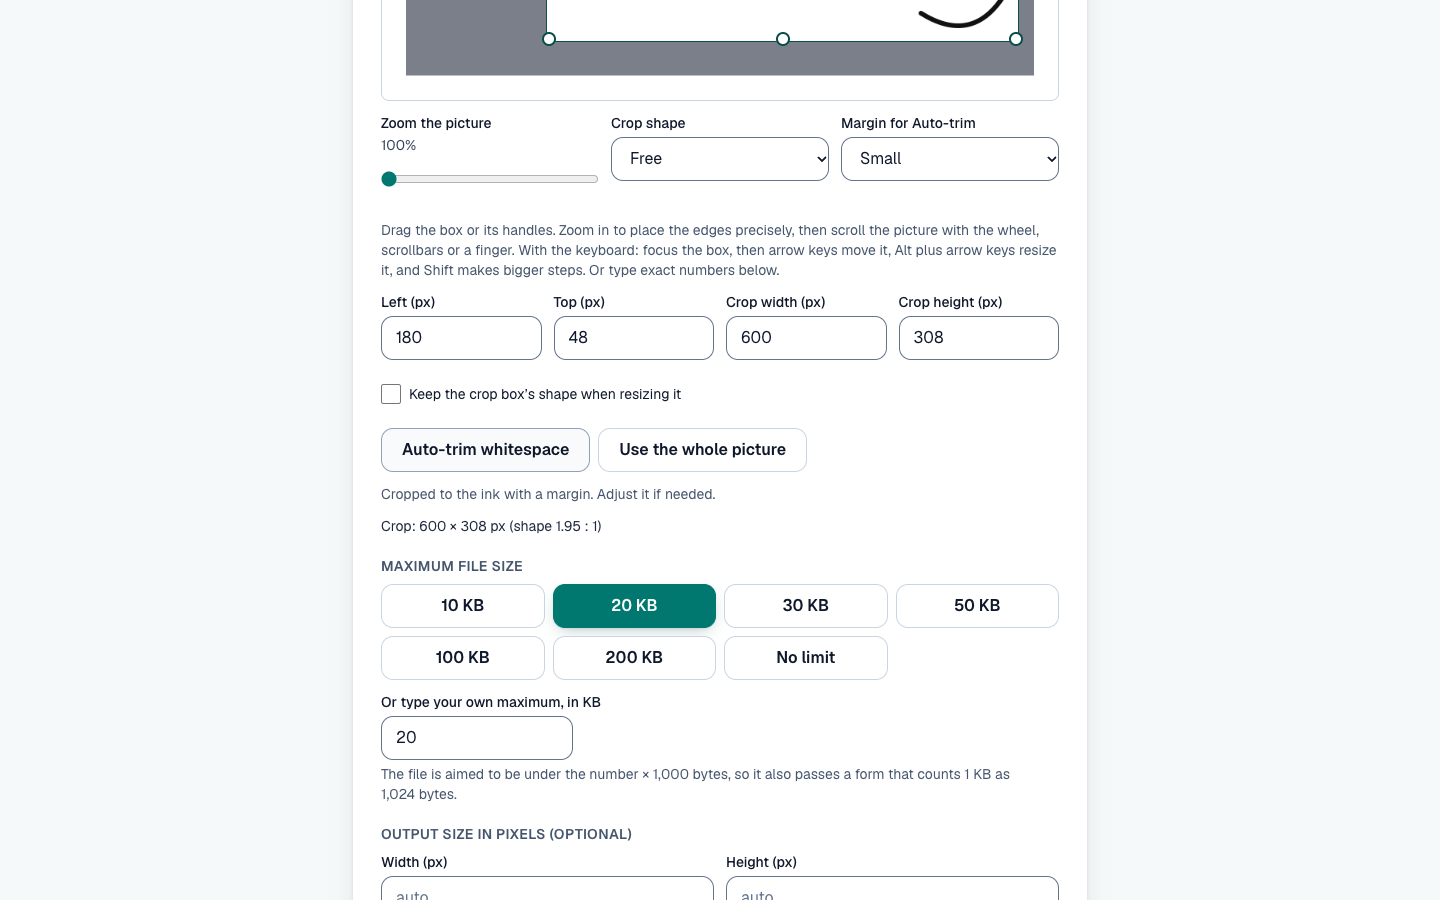 Zoom the picture
100%
Crop shape
Free
Margin for Auto-trim
Small
Drag the box or its handles. Zoom in to place the edges precisely, then scroll the picture with the wheel,
scrollbars or a finger. With the keyboard: focus the box, then arrow keys move it, Alt plus arrow keys resize
it, and Shift makes bigger steps. Or type exact numbers below.
Left (px)
Top (px)
Crop width (px)
Crop height (px)
180
48
600
308
Keep the crop box's shape when resizing it
Auto-trim whitespace
Use the whole picture
Cropped to the ink with a margin. Adjust it if needed.
Crop: 600 × 308 px (shape 1.95 : 1)
MAXIMUM FILE SIZE
10 KB
20 KB
30 KB
50 KB
100 KB
200 KB
No limit
Or type your own maximum, in KB
20
The file is aimed to be under the number × 1,000 bytes, so it also passes a form that counts 1 KB as
1,024 bytes.
OUTPUT SIZE IN PIXELS (OPTIONAL)
Width (px)
Height (px)
auto
auto